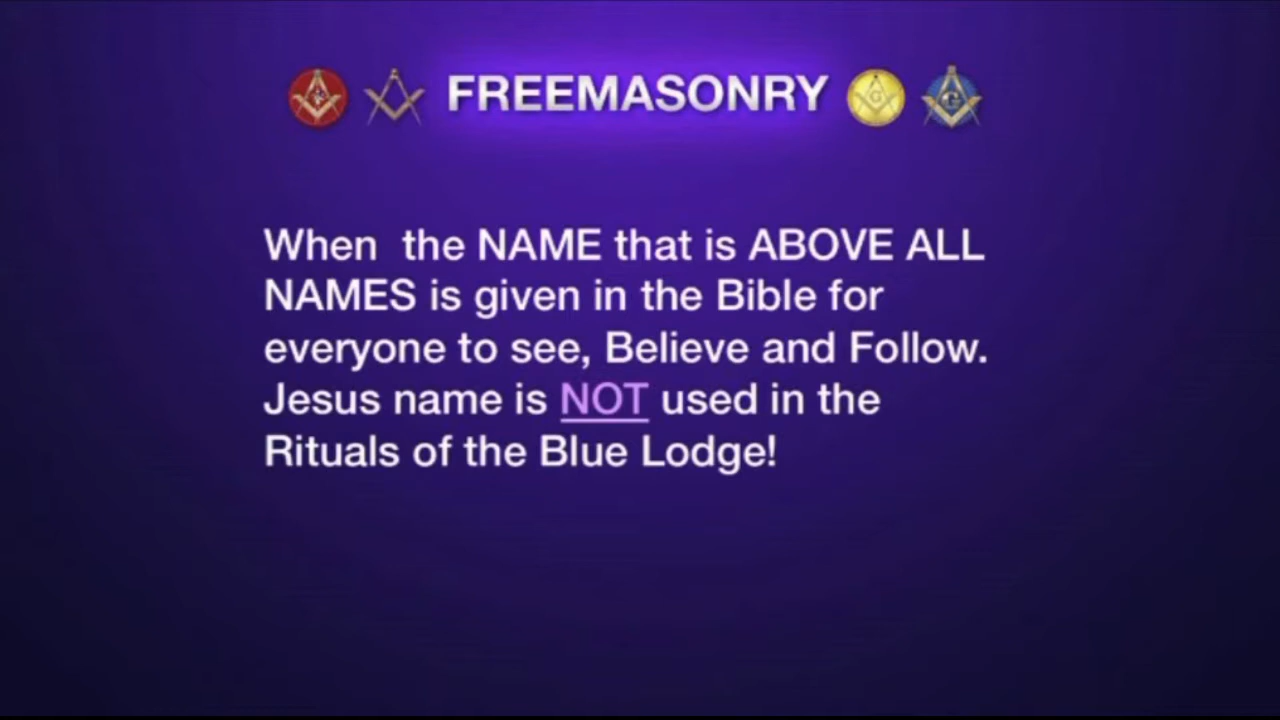 FREEMASONRY
When  the NAME that is ABOVE ALL
NAMES is given in the Bible for
everyone to see, Believe and Follow.
Jesus name is NOT used in the
Rituals of the Blue Lodge!